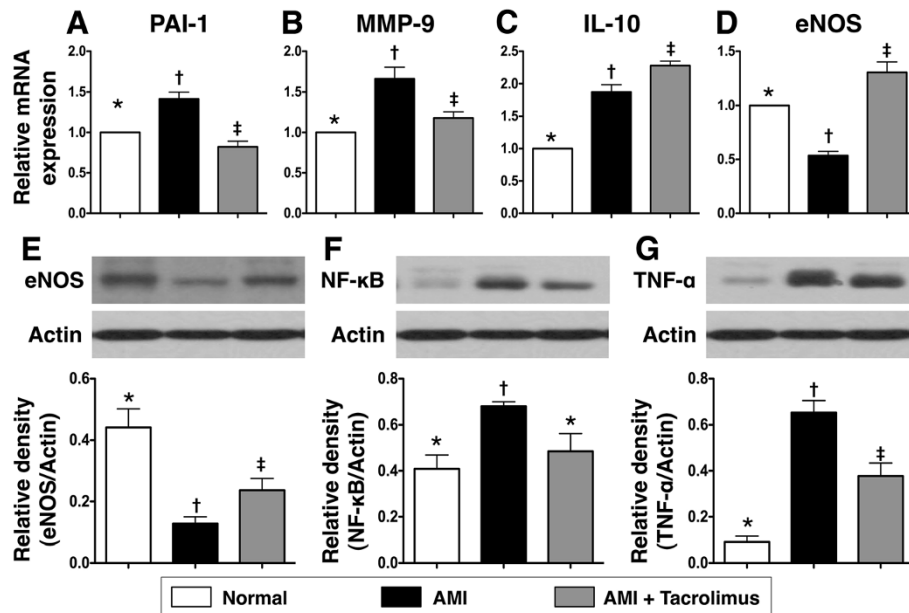 A PAI-1 B MMP-9 C IL-10 D eNOS
Relative mRNA
expression
2.0
1.5
1.0
0.5
0.0
*
†
‡
2.0
1.5
1.0
0.5
0.0
*
†
‡
2.5
2.0
1.5
1.0
0.5
0.0
*
†
‡
1.5
1.0
0.5
0.0
*
†
‡
E
eNOS
Actin
F
NF-κB
Actin
G
TNF-α
Actin
Relative density
(eNOS/Actin)
0.6
0.4
0.2
0.0
*
†
‡
Relative density
(NF-κB/Actin)
0.8
0.6
0.4
0.2
0.0
*
†
*
Relative density
(TNF-α/Actin)
0.8
0.6
0.4
0.2
0.0
*
†
‡
Normal AMI AMI + Tacrolimus